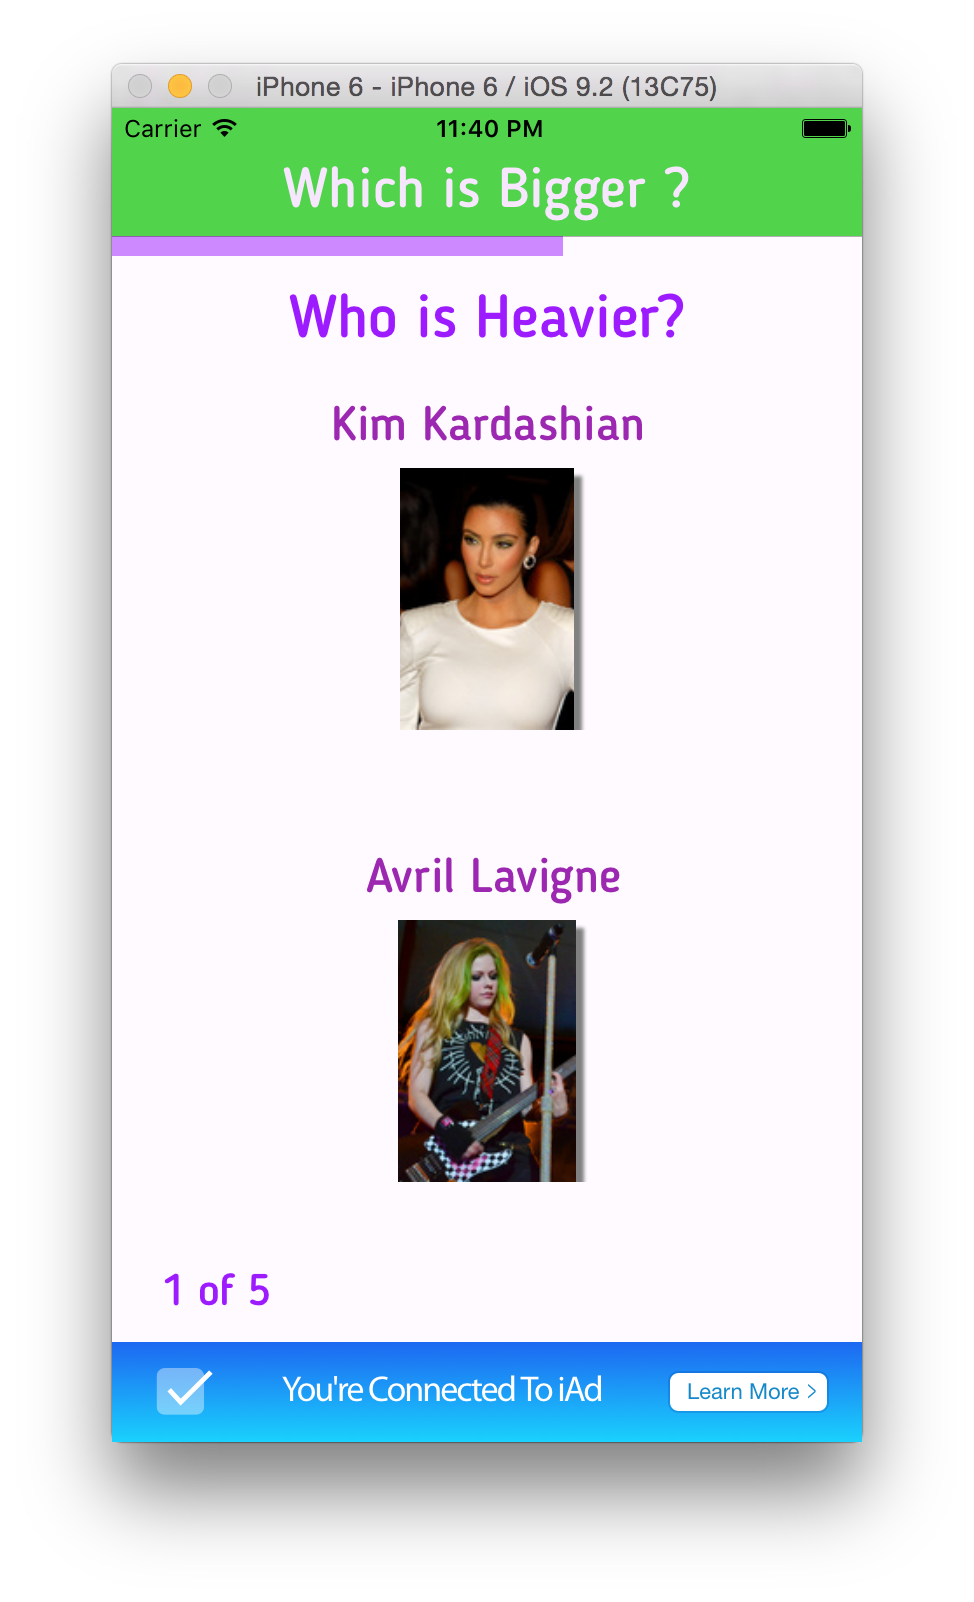 iPhone 6 - iPhone 6 / iOS 9.2 (13C75)
Carrier 11:40 PM
Which is Bigger ?
Who is Heavier?
Kim Kardashian
Avril Lavigne
1 of 5
You're Connected To iAd Learn More >